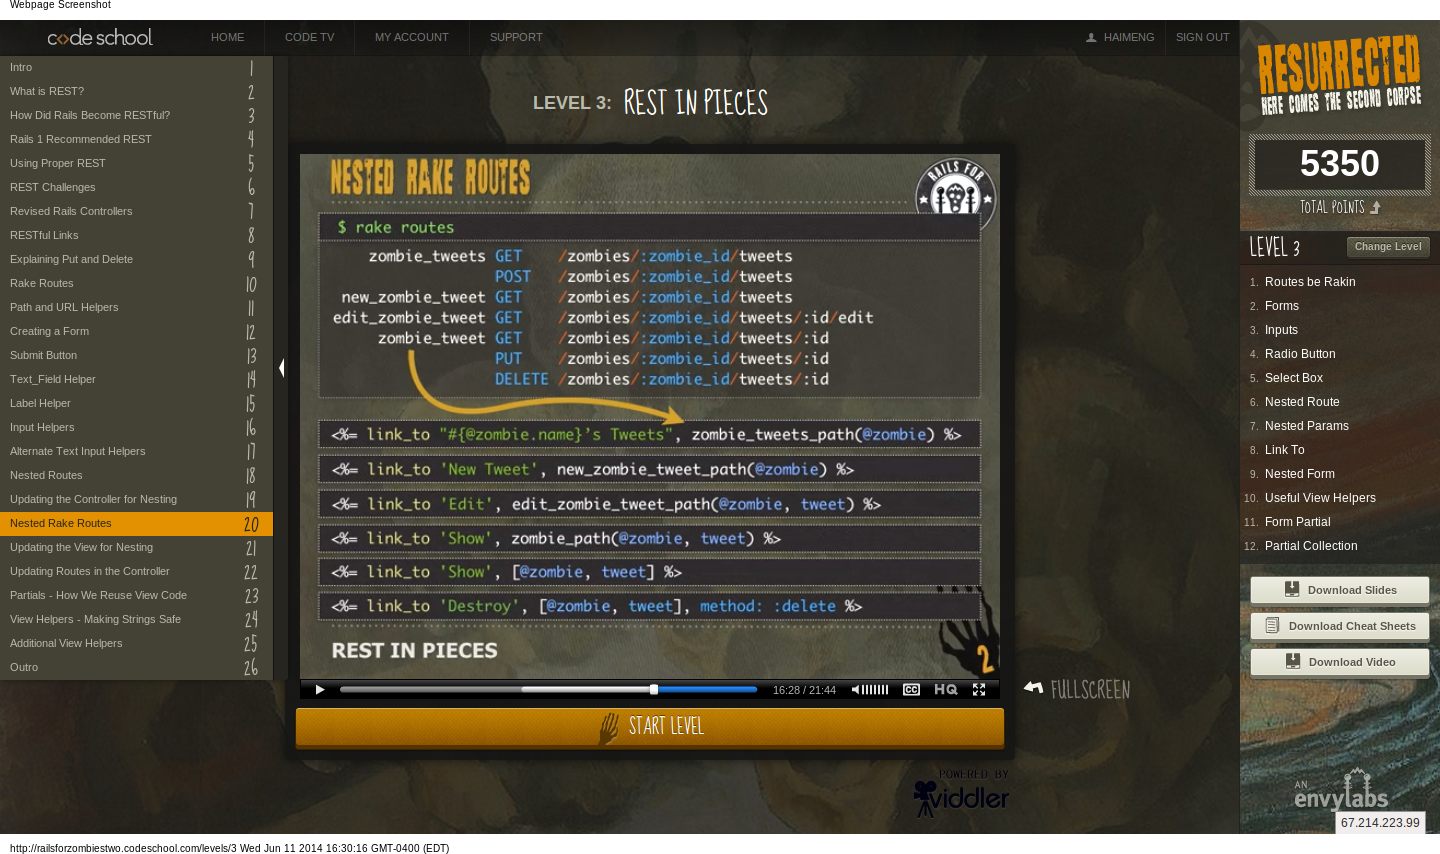 Webpage Screenshot
code school
HOME
CODE TV
MY ACCOUNT
SUPPORT
HAIMENG
SIGN OUT
Intro 1
What is REST? 2
How Did Rails Become RESTful? 3
Rails 1 Recommended REST 4
Using Proper REST 5
REST Challenges 6
Revised Rails Controllers 7
RESTful Links 8
Explaining Put and Delete 9
Rake Routes 10
Path and URL Helpers 11
Creating a Form 12
Submit Button 13
Text_Field Helper 14
Label Helper 15
Input Helpers 16
Alternate Text Input Helpers 17
Nested Routes 18
Updating the Controller for Nesting 19
Nested Rake Routes 20
Updating the View for Nesting 21
Updating Routes in the Controller 22
Partials - How We Reuse View Code 23
View Helpers - Making Strings Safe 24
Additional View Helpers 25
Outro 26
LEVEL 3: REST IN PIECES
NESTED RAKE ROUTES
RAILS FOR
$ rake routes
zombie_tweets GET /zombies/:zombie_id/tweets
POST /zombies/:zombie_id/tweets
new_zombie_tweet GET /zombies/:zombie_id/tweets
edit_zombie_tweet GET /zombies/:zombie_id/tweets/:id/edit
zombie_tweet GET /zombies/:zombie_id/tweets/:id
PUT /zombies/:zombie_id/tweets/:id
DELETE /zombies/:zombie_id/tweets/:id
<%= link_to "#{@zombie.name}’s Tweets", zombie_tweets_path(@zombie) %>
<%= link_to 'New Tweet', new_zombie_tweet_path(@zombie) %>
<%= link_to 'Edit', edit_zombie_tweet_path(@zombie, tweet) %>
<%= link_to 'Show', zombie_path(@zombie, tweet) %>
<%= link_to 'Show', [@zombie, tweet] %>
<%= link_to 'Destroy', [@zombie, tweet], method: :delete %>
REST IN PIECES
2
16:28 / 21:44
CC
HQ
FULLSCREEN
START LEVEL
POWERED BY
viddler
RESURRECTED
HERE COMES THE SECOND CORPSE
5350
TOTAL POINTS
LEVEL 3
Change Level
1. Routes be Rakin
2. Forms
3. Inputs
4. Radio Button
5. Select Box
6. Nested Route
7. Nested Params
8. Link To
9. Nested Form
10. Useful View Helpers
11. Form Partial
12. Partial Collection
Download Slides
Download Cheat Sheets
Download Video
AN
envylabs
67.214.223.99
http://railsforzombiestwo.codeschool.com/levels/3 Wed Jun 11 2014 16:30:16 GMT-0400 (EDT)